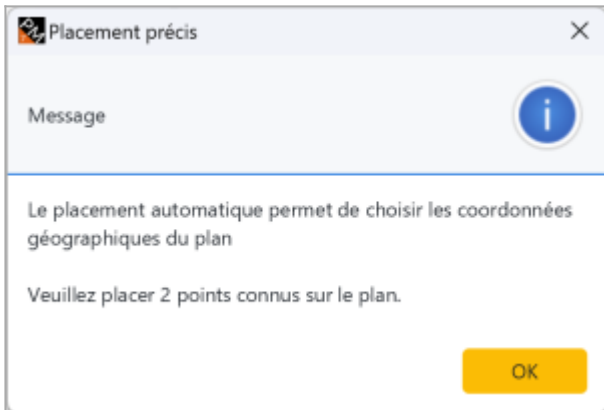 Placement précis
Message
Le placement automatique permet de choisir les coordonnées
géographiques du plan
Veuillez placer 2 points connus sur le plan.
OK